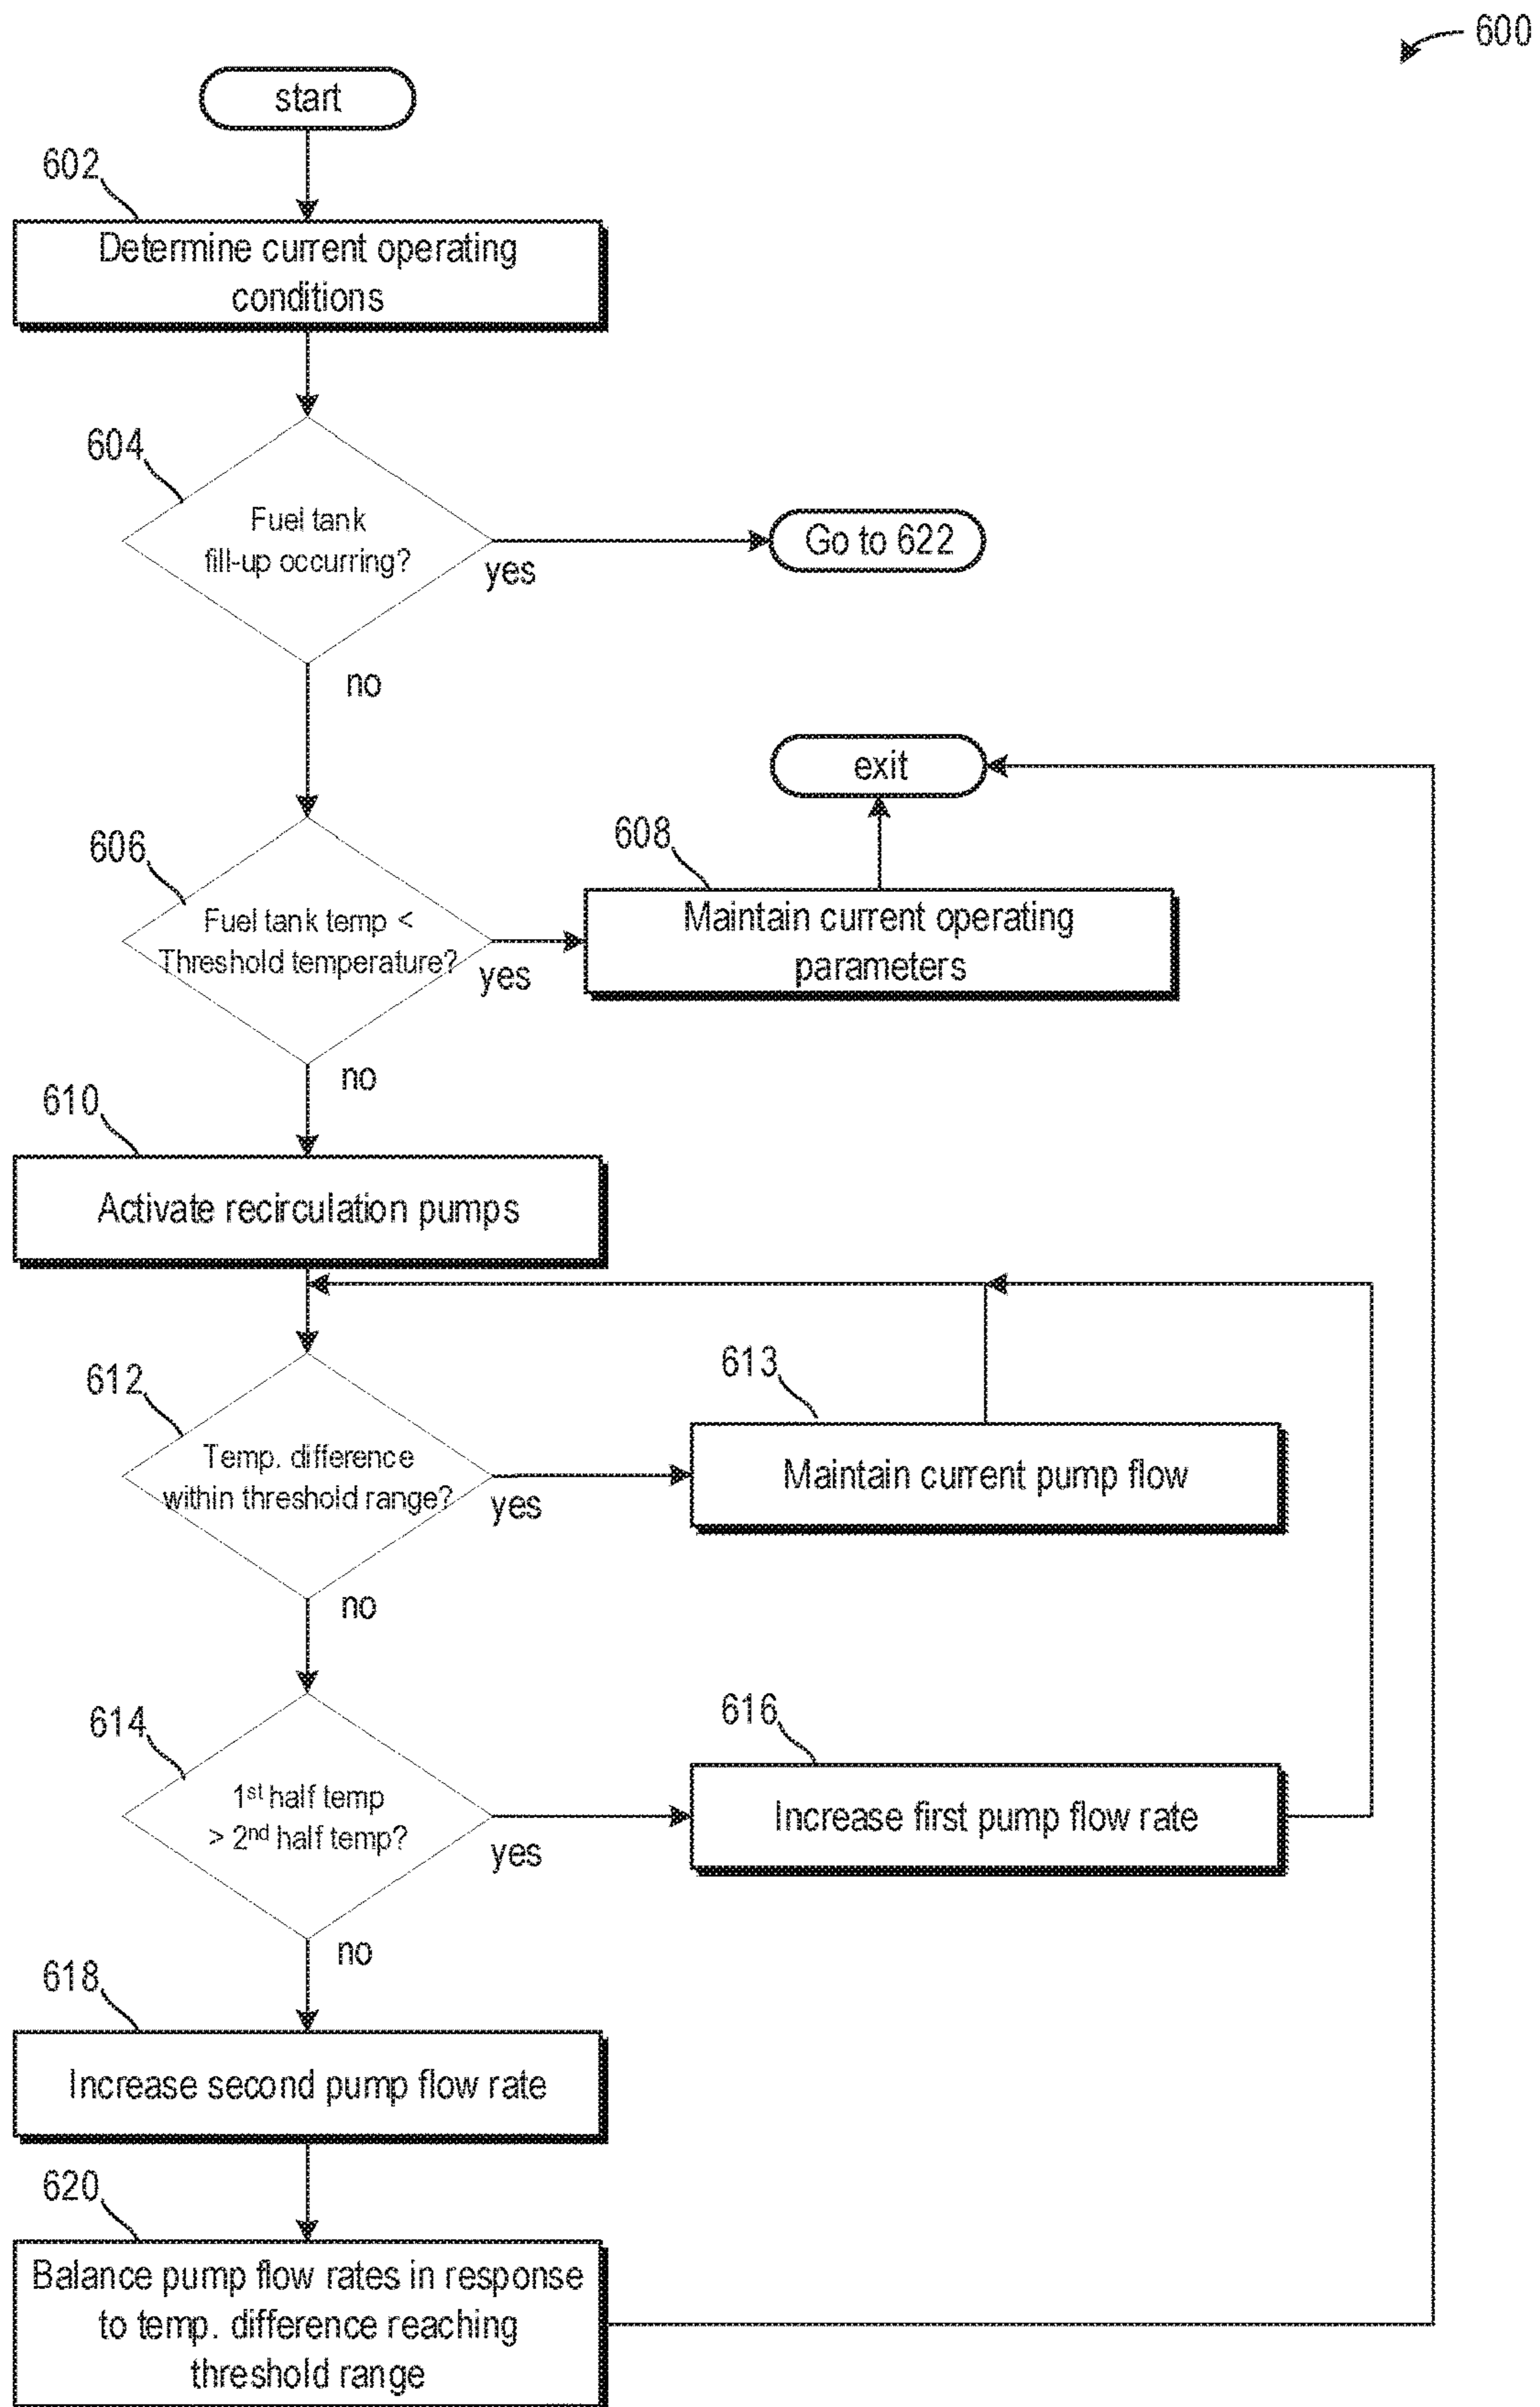 600
start
602
Determine current operating
conditions
604
Fuel tank
fill-up occurring?
yes
Go to 622
no
exit
606
Fuel tank temp <
Threshold temperature?
yes
608
Maintain current operating
parameters
no
610
Activate recirculation pumps
612
Temp. difference
within threshold range?
yes
613
Maintain current pump flow
no
614
1st half temp
> 2nd half temp?
yes
616
Increase first pump flow rate
no
618
Increase second pump flow rate
620
Balance pump flow rates in response
to temp. difference reaching
threshold range